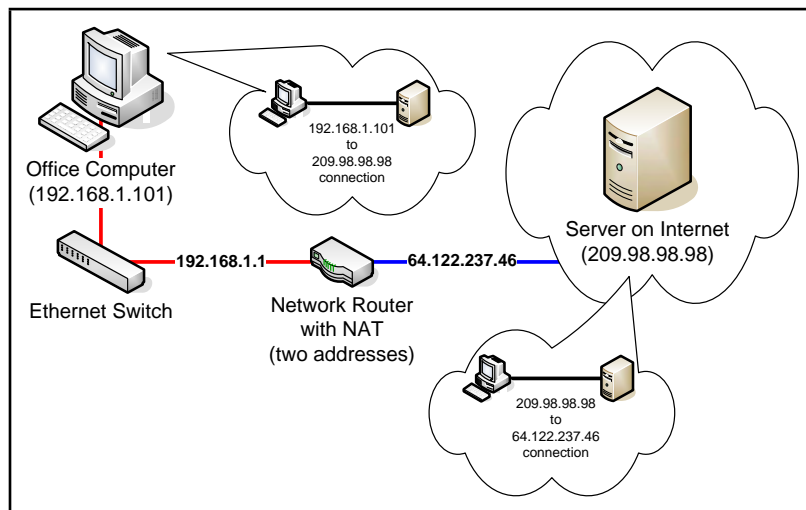 Office Computer
(192.168.1.101)
192.168.1.101
to
209.98.98.98
connection
Server on Internet
(209.98.98.98)
Ethernet Switch
192.168.1.1
Network Router
with NAT
(two addresses)
64.122.237.46
209.98.98.98
to
64.122.237.46
connection